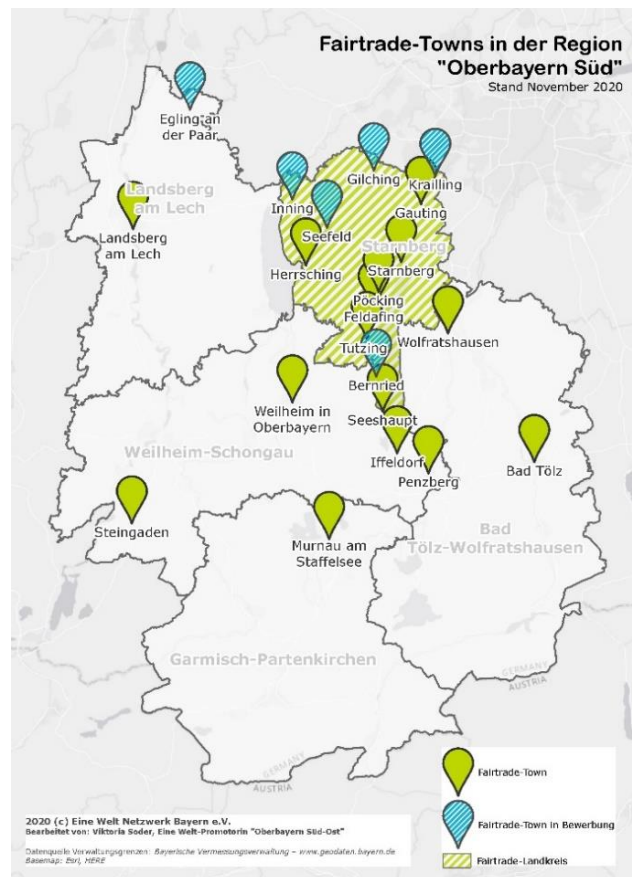 Fairtrade-Towns in der Region
"Oberbayern Süd"
Stand November 2020
Egling an
der Paar
Landsberg
am Lech
Landsberg
am Lech
Inning
Gilching
Krailling
Gauting
Seefeld
Starnberg
Herrsching
Starnberg
Pöcking
Feldafing
Wolfratshausen
Tutzing
Bernried
Weilheim in
Oberbayern
Seeshaupt
Weilheim-Schongau
Iffeldorf
Penzberg
Bad Tölz
Steingaden
Murnau am
Staffelsee
Bad
Tölz-Wolfratshausen
Garmisch-Partenkirchen
GERMANY
AUSTRIA
GERMANY
AUSTRIA
Fairtrade-Town
Fairtrade-Town in Bewerbung
Fairtrade-Landkreis
2020 (c) Eine Welt Netzwerk Bayern e.V.
Bearbeitet von: Viktoria Soder, Eine Welt-Promotorin "Oberbayern Süd-Ost"
Datenquelle Verwaltungsgrenzen: Bayerische Vermessungsverwaltung – www.geodaten.bayern.de
Basemap: Esri, HERE